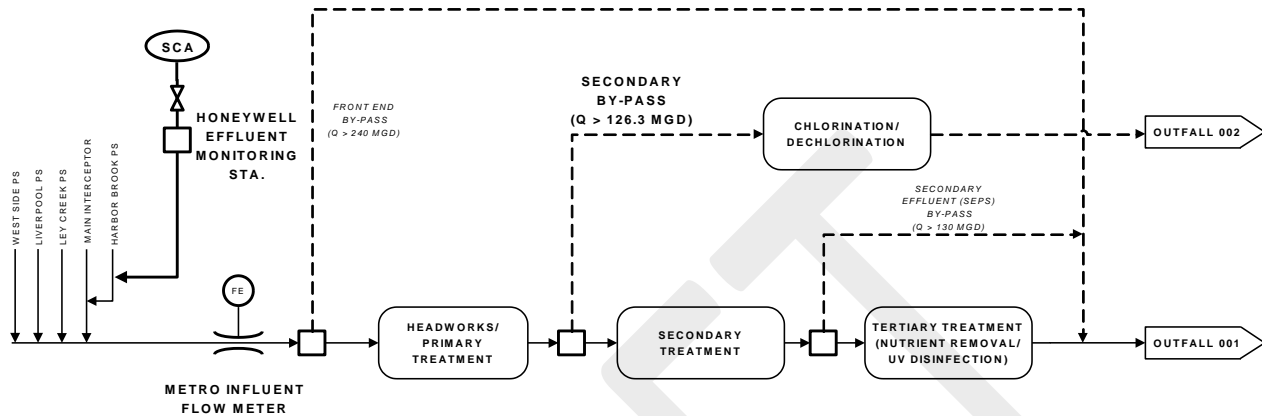 SCA
HONEYWELL
EFFLUENT
MONITORING
STA.
WEST SIDE PS
LIVERPOOL PS
LEY CREEK PS
MAIN INTERCEPTOR
HARBOR BROOK PS
FE
METRO INFLUENT
FLOW METER
FRONT END
BY-PASS
(Q > 240 MGD)
HEADWORKS/
PRIMARY
TREATMENT
SECONDARY
BY-PASS
(Q > 126.3 MGD)
CHLORINATION/
DECHLORINATION
OUTFALL 002
SECONDARY
EFFLUENT (SEPS)
BY-PASS
(Q > 130 MGD)
SECONDARY
TREATMENT
TERTIARY TREATMENT
(NUTRIENT REMOVAL/
UV DISINFECTION)
OUTFALL 001